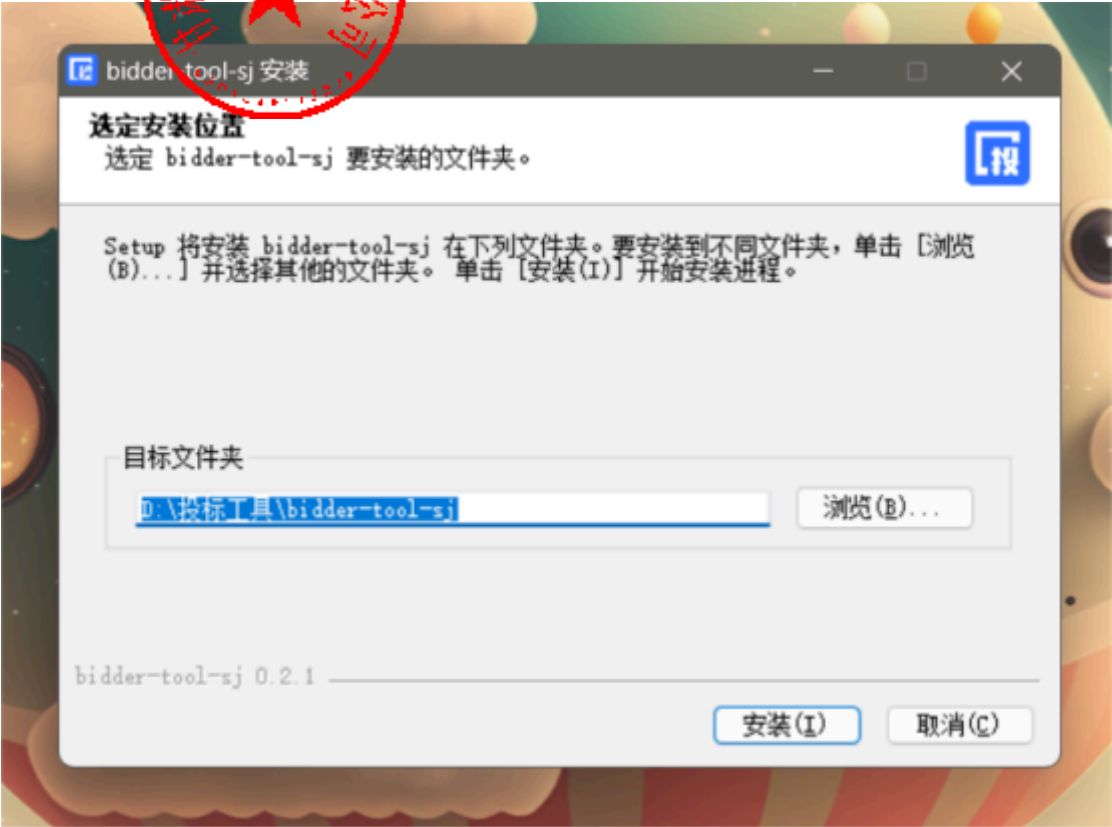 bidder-tool-sj 安装
选定安装位置
选定 bidder-tool-sj 要安装的文件夹。
投
Setup 将安装 bidder-tool-sj 在下列文件夹。要安装到不同文件夹，单击 [浏览
(B)...] 并选择其他的文件夹。 单击 [安装(I)] 开始安装进程。
目标文件夹
D:\投标工具\bidder-tool-sj
浏览(B)...
bidder-tool-sj 0.2.1
安装(I)
取消(C)